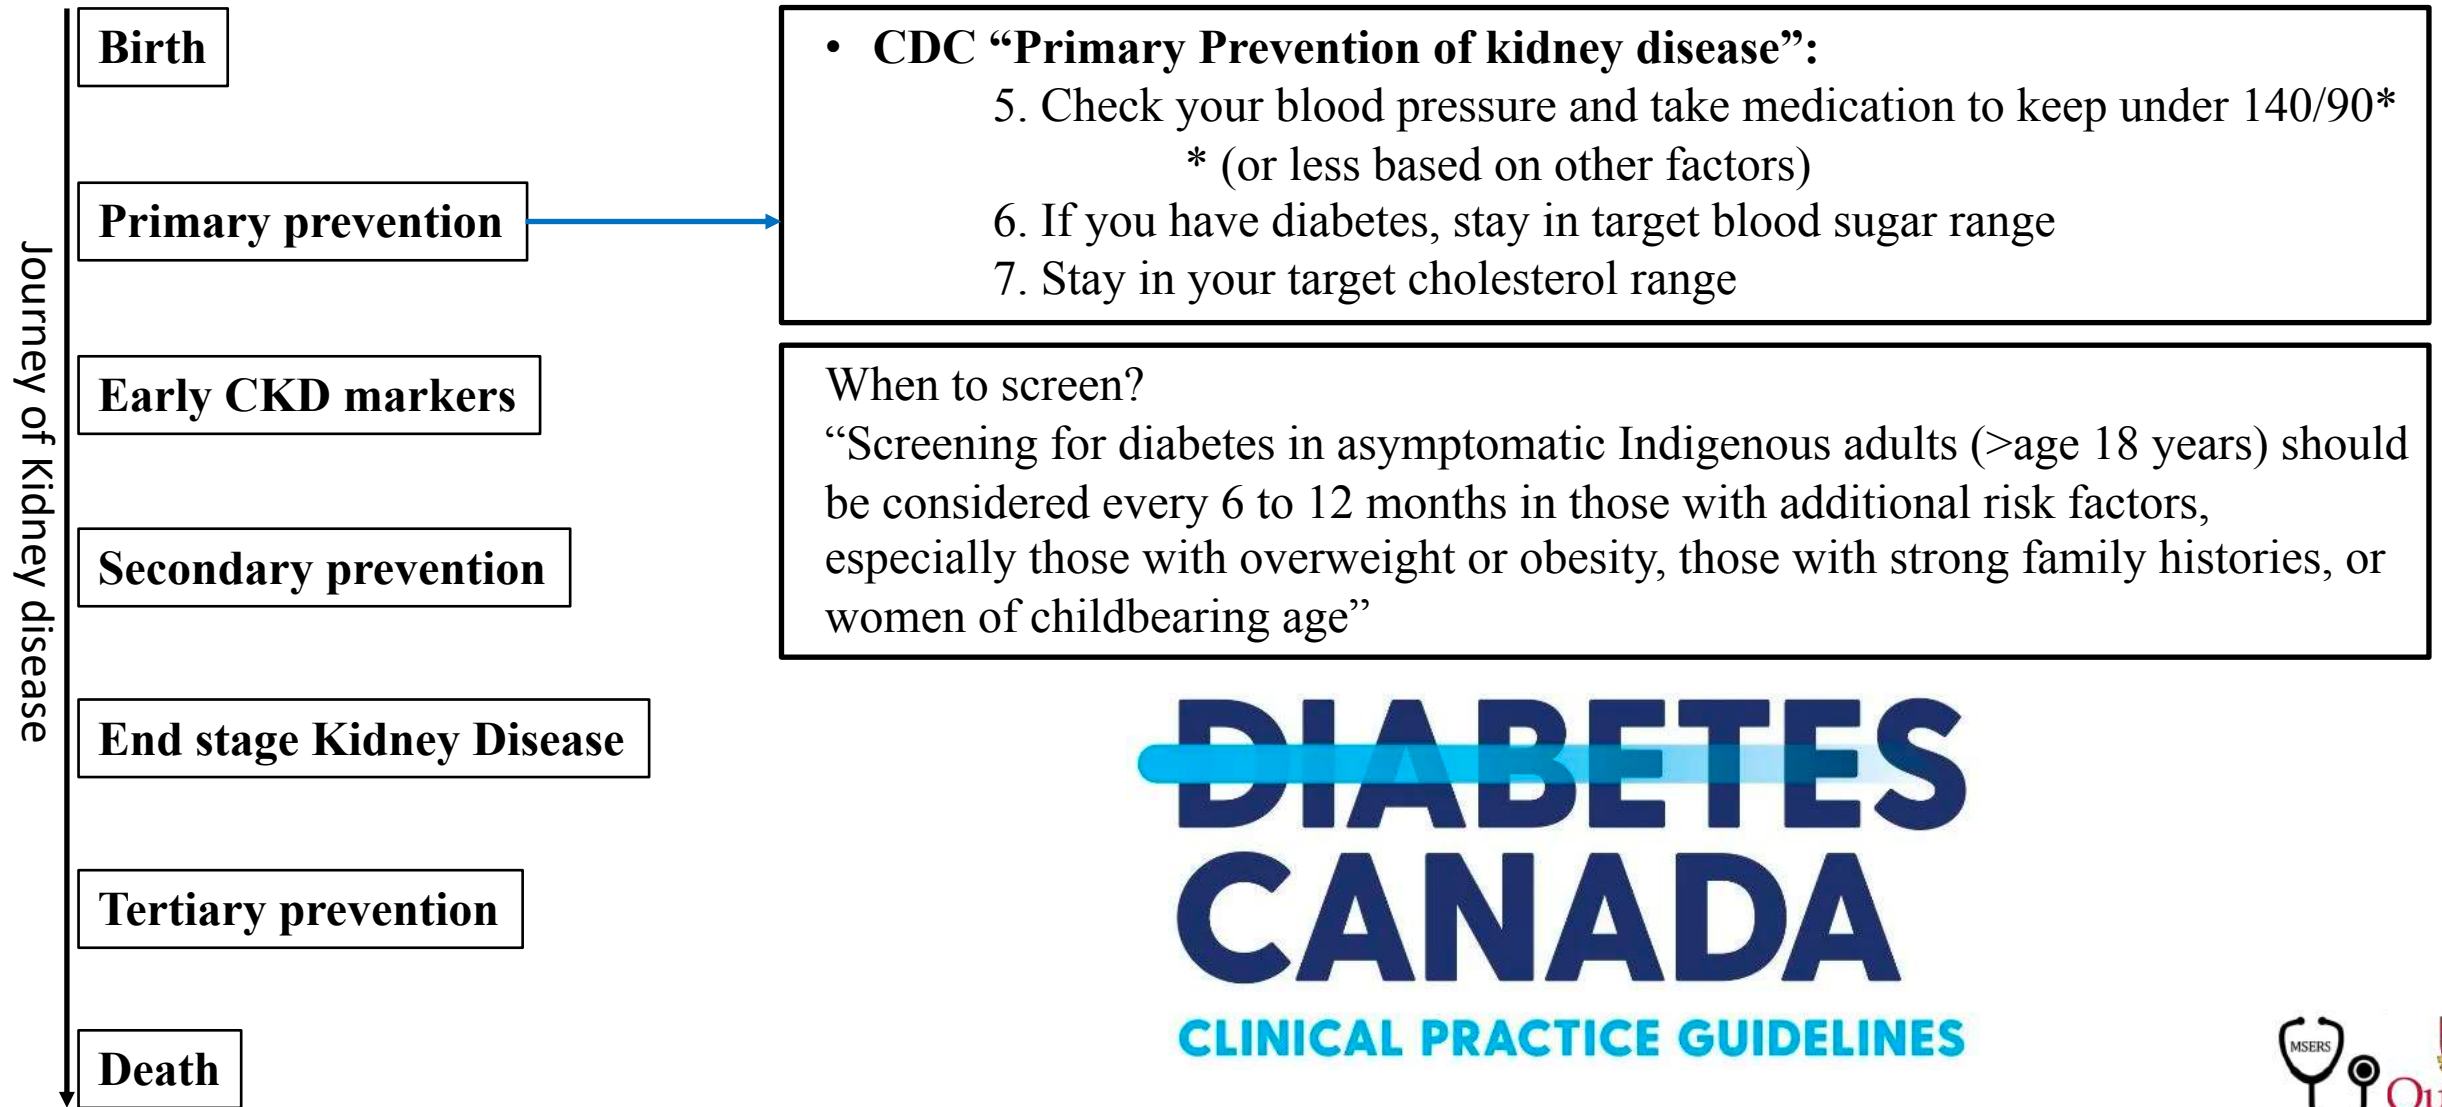 Journey of Kidney disease
Birth
Primary prevention
Early CKD markers
Secondary prevention
End stage Kidney Disease
Tertiary prevention
Death
• CDC “Primary Prevention of kidney disease”:
5. Check your blood pressure and take medication to keep under 140/90*
* (or less based on other factors)
6. If you have diabetes, stay in target blood sugar range
7. Stay in your target cholesterol range
When to screen?
“Screening for diabetes in asymptomatic Indigenous adults (>age 18 years) should
be considered every 6 to 12 months in those with additional risk factors,
especially those with overweight or obesity, those with strong family histories, or
women of childbearing age”
DIABETES
CANADA
CLINICAL PRACTICE GUIDELINES
MSERS